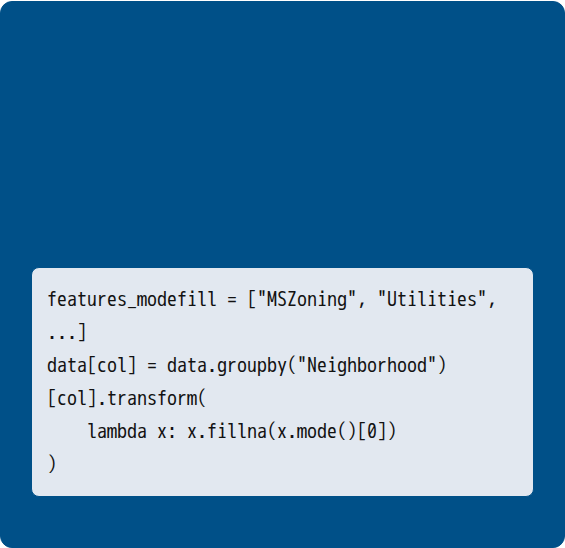 features_modefill = ["MSZoning", "Utilities",
...]
data[col] = data.groupby("Neighborhood")
[col].transform(
    lambda x: x.fillna(x.mode()[0])
)